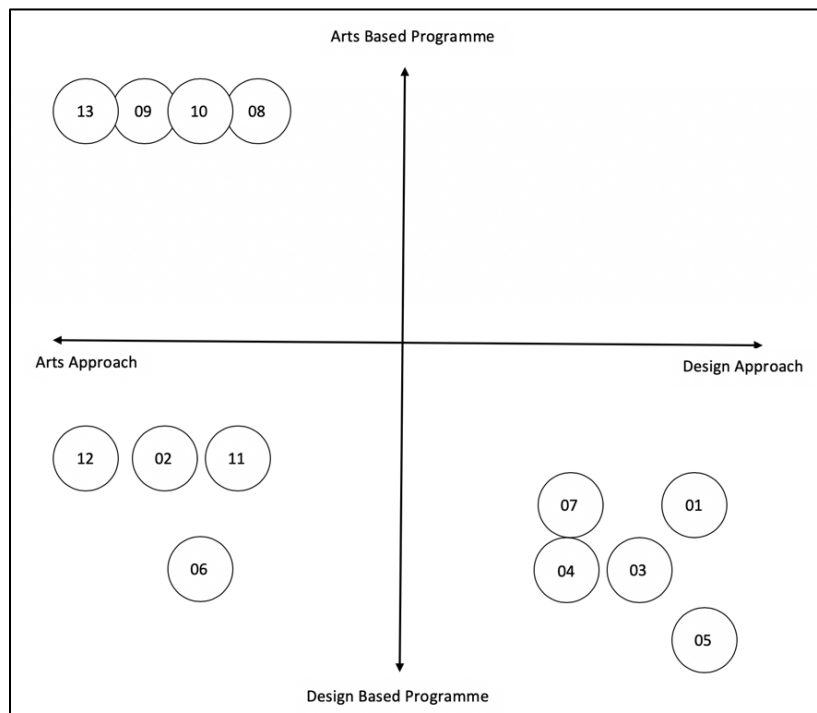 Arts Based Programme
13 09 10 08
Arts Approach
Design Approach
12 02 11
07 01
06 04 03
05
Design Based Programme